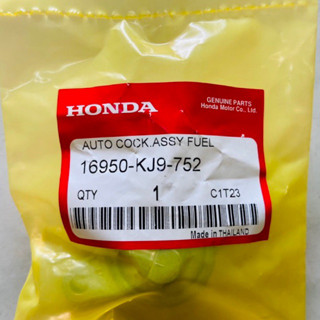 HONDA
GENUINE PARTS
Honda Motor Co., Ltd.
AUTO COCK.ASSY FUEL
16950-KJ9-752
QTY 1 C1T23
Made in THAILAND